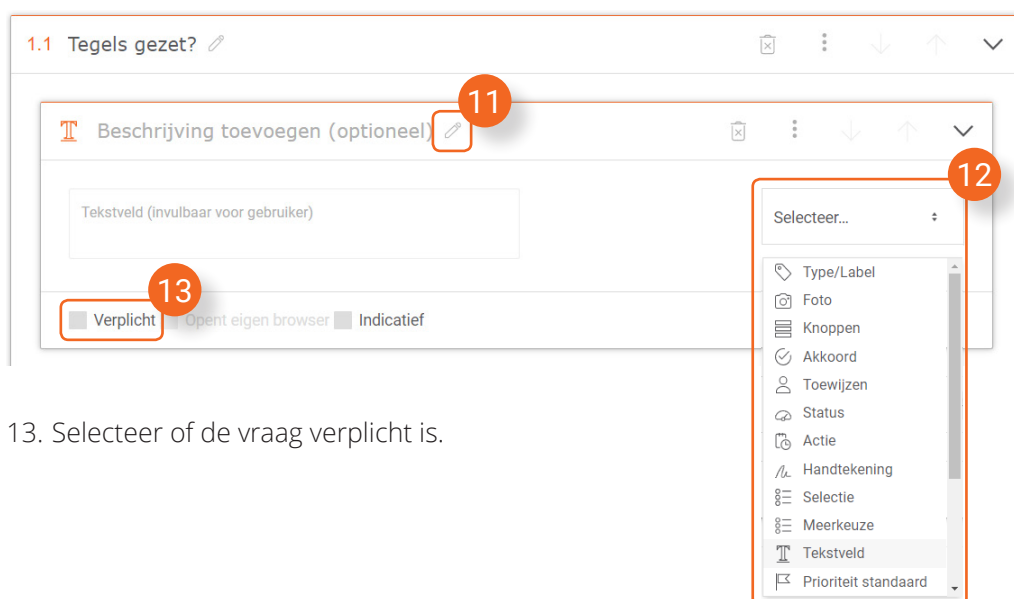 1.1 Tegels gezet?
11
Beschrijving toevoegen (optioneel)
12
Tekstveld (invulbaar voor gebruiker)
Selecteer...
Type/Label
Foto
Knoppen
Akkoord
Toewijzen
Status
Actie
Handtekening
Selectie
Meerkeuze
Tekstveld
Prioriteit standaard
13
Verplicht Opent eigen browser Indicatief
13. Selecteer of de vraag verplicht is.